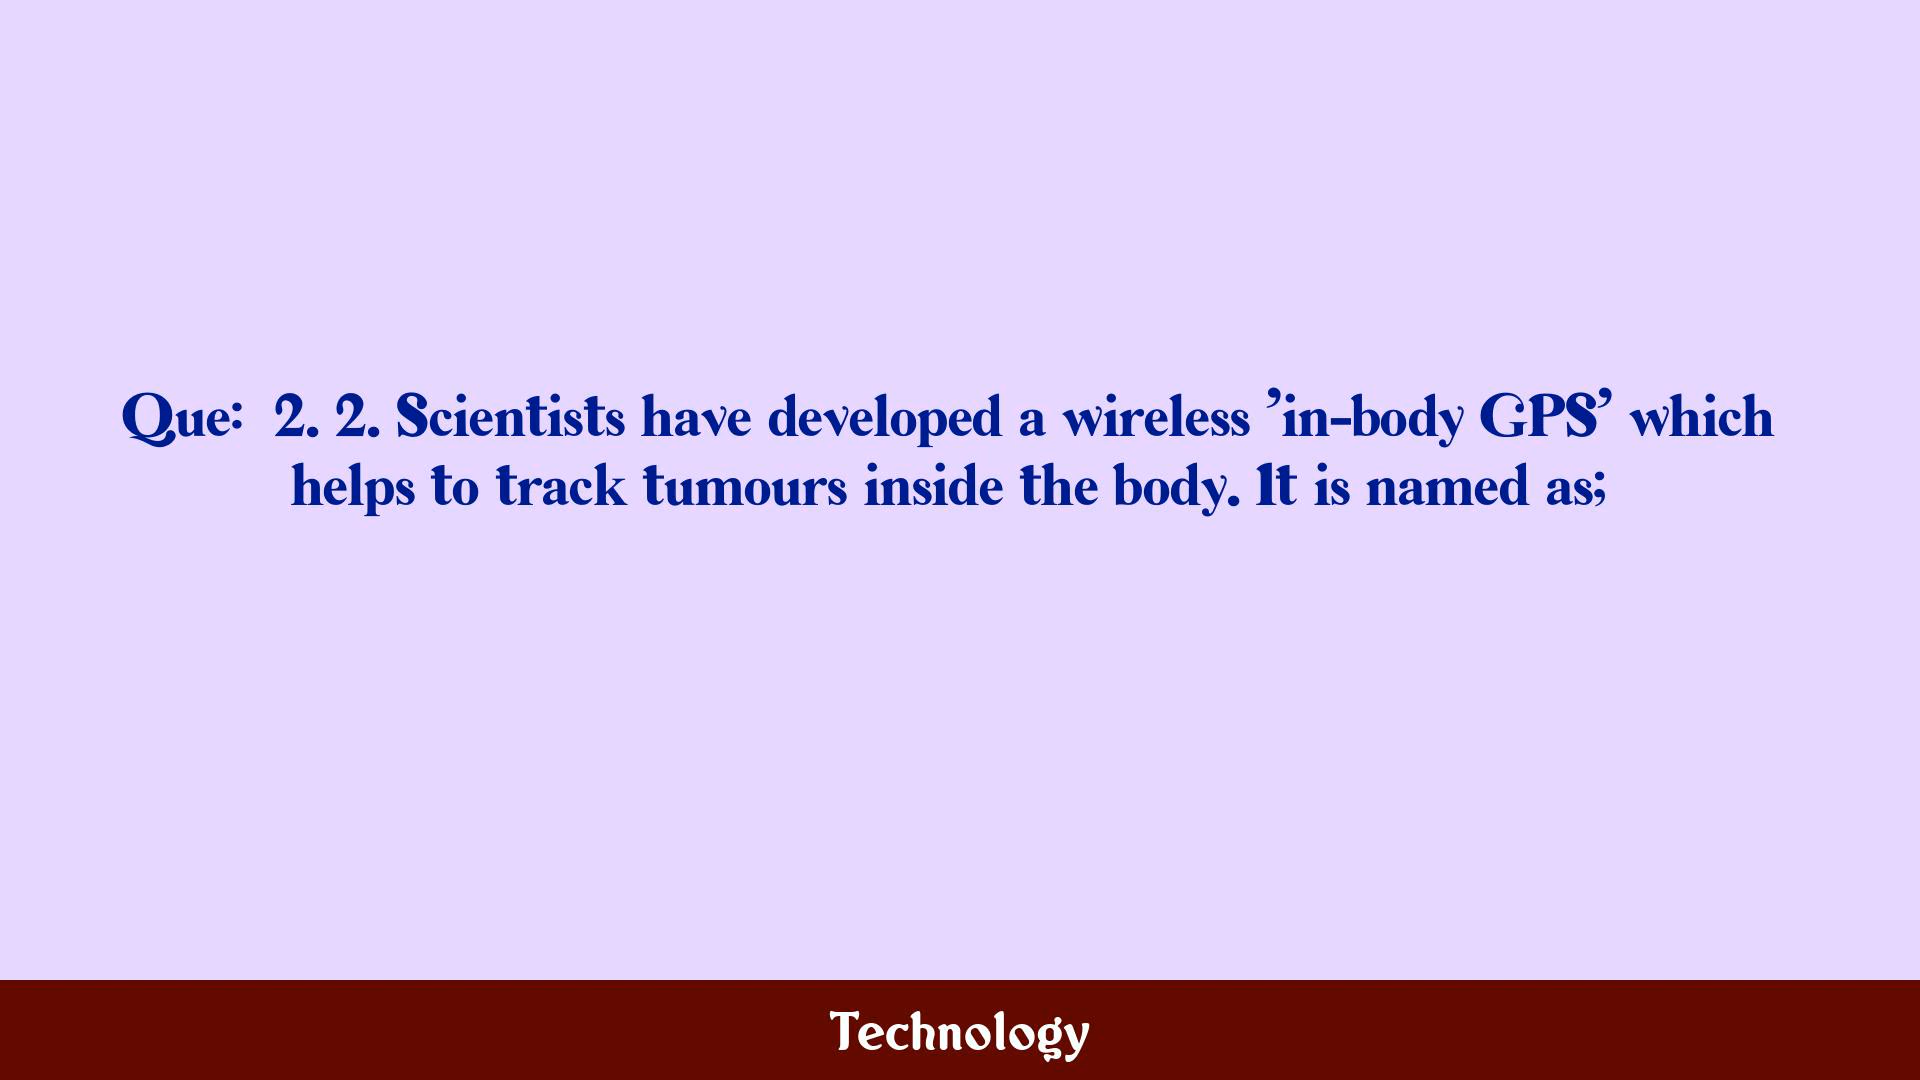 Que:  2. 2. Scientists have developed a wireless 'in-body GPS' which
helps to track tumours inside the body. It is named as;
Technology